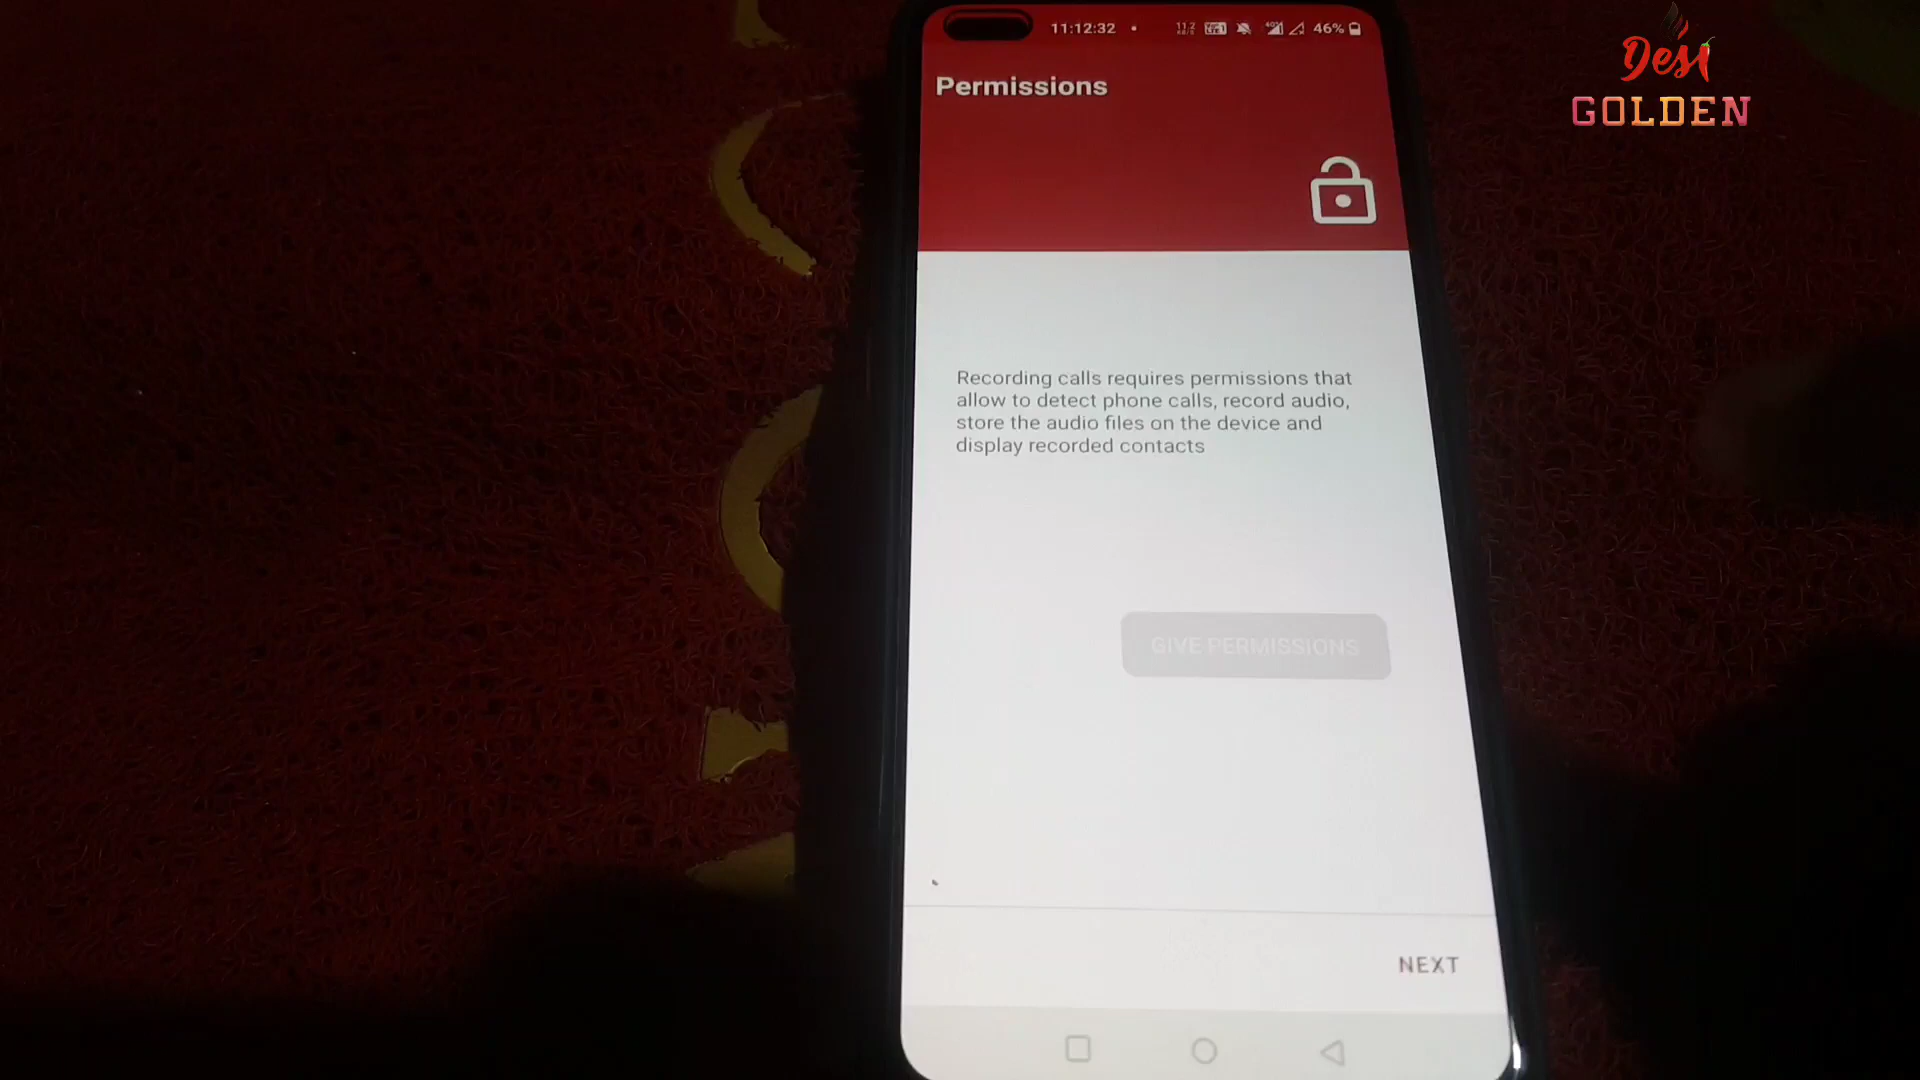 11:12:32
46%
Desi
GOLDEN
Permissions
Recording calls requires permissions that
allow to detect phone calls, record audio,
store the audio files on the device and
display recorded contacts
GIVE PERMISSIONS
NEXT